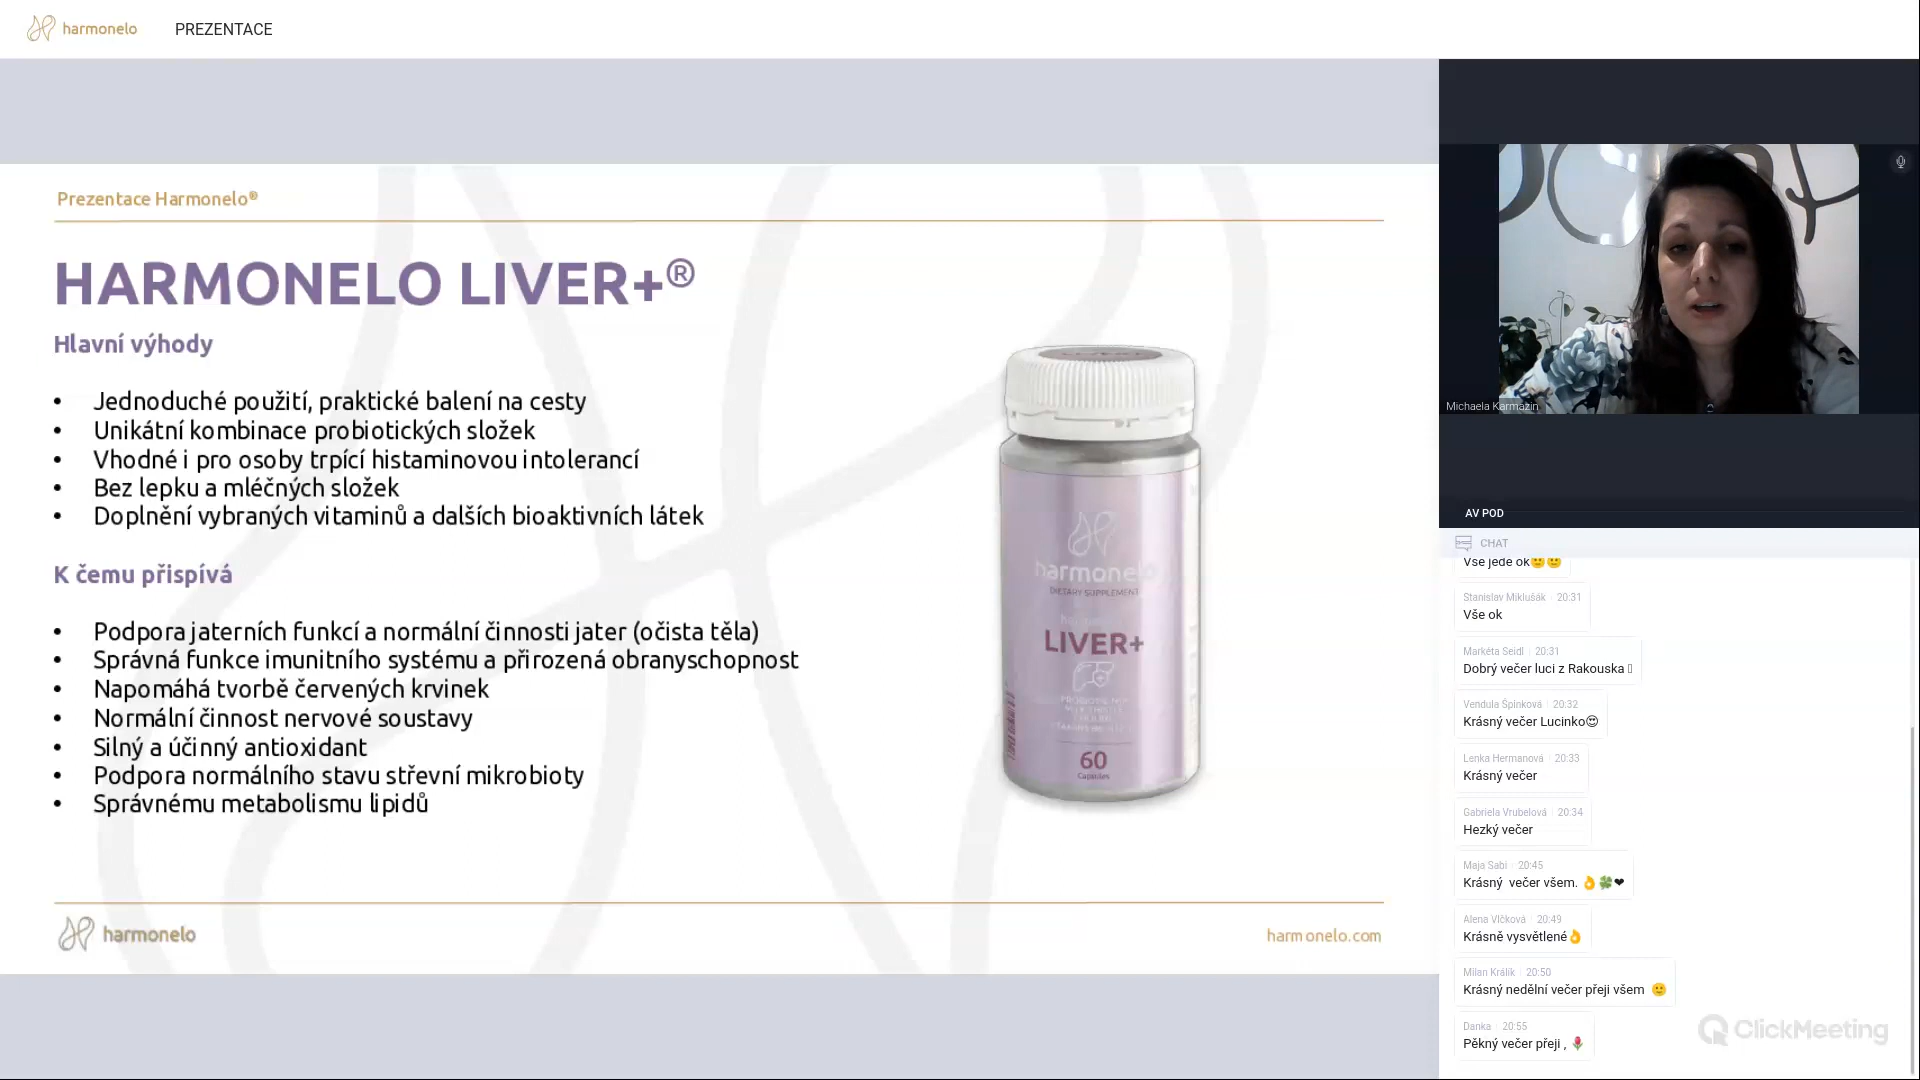 harmonelo PREZENTACE
Prezentace Harmonelo®
HARMONELO LIVER+®
Hlavní výhody
• Jednoduché použití, praktické balení na cesty
• Unikátní kombinace probiotických složek
• Vhodné i pro osoby trpící histaminovou intolerancí
• Bez lepku a mléčných složek
• Doplnění vybraných vitaminů a dalších bioaktivních látek
K čemu přispívá
• Podpora jaterních funkcí a normální činnosti jater (očista těla)
• Správná funkce imunitního systému a přirozená obranyschopnost
• Napomáhá tvorbě červených krvinek
• Normální činnost nervové soustavy
• Silný a účinný antioxidant
• Podpora normálního stavu střevní mikrobioty
• Správnému metabolismu lipidů
harmonelo
DIETARY SUPPLEMENT
LIVER+
60
Capsules
harmonelo
harmonelo.com
Michaela Karmazin
AV POD
CHAT
Vše jede ok🙂🙂
Stanislav Miklušák 20:31
Vše ok
Markéta Seidl 20:31
Dobrý večer luci z Rakouska
Vendula Špinková 20:32
Krásný večer Lucinko😍
Lenka Hermanová 20:33
Krásný večer
Gabriela Vrubelová 20:34
Hezký večer
Maja Sabi 20:45
Krásný večer všem. 👌🍀❤
Alena Vlčková 20:49
Krásně vysvětlené👌
Milan Králík 20:50
Krásný nedělní večer přeji všem 🙂
Danka 20:55
Pěkný večer přeji , 🌷
ClickMeeting